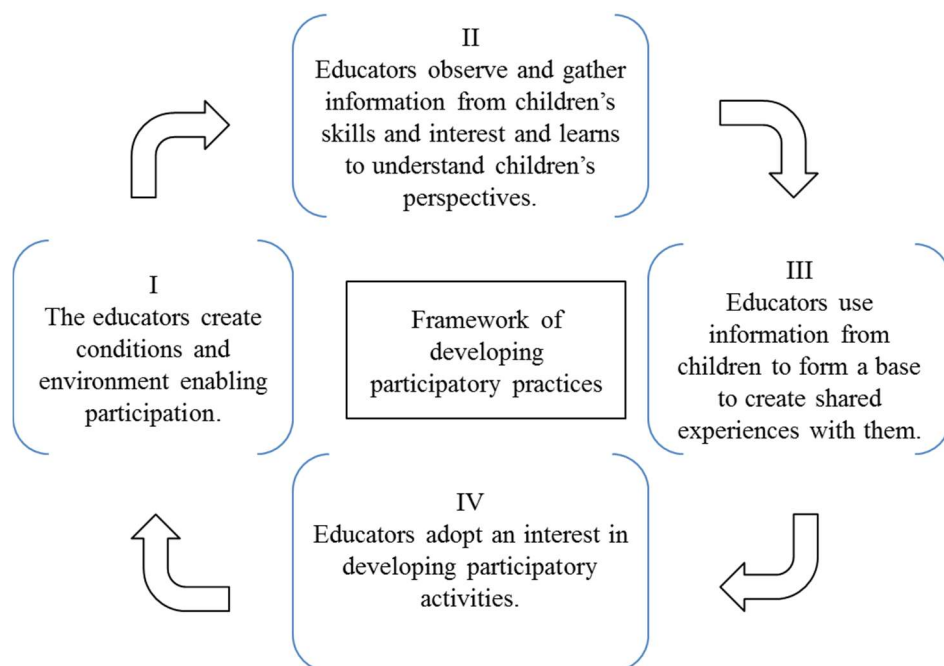 II
Educators observe and gather
information from children’s
skills and interest and learns
to understand children’s
perspectives.
I
The educators create
conditions and
environment enabling
participation.
Framework of
developing
participatory practices
III
Educators use
information from
children to form a base
to create shared
experiences with them.
IV
Educators adopt an interest in
developing participatory
activities.